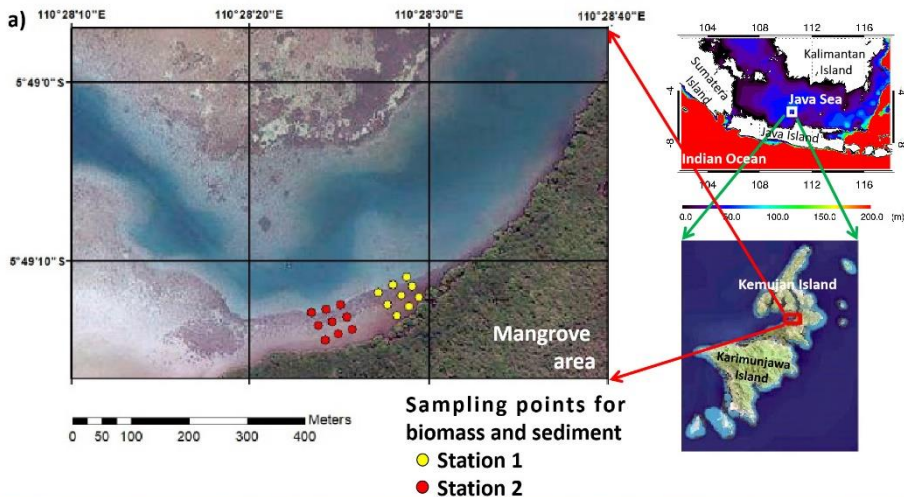 a)
110°28'10"E 110°28'20"E 110°28'30"E 110°28'40"E
5°49'0"S
5°49'10"S
Mangrove
area
Meters
0 50 100 200 300 400
Sampling points for
biomass and sediment
Station 1
Station 2
104 108 112 116
Kalimantan
Island
Sumatera
Island
Java Sea
Java Island
Indian Ocean
104 108 112 116
0.0 50.0m 100.0m 150.0m 200.0
Kemujan Island
Karimunjawa
Island